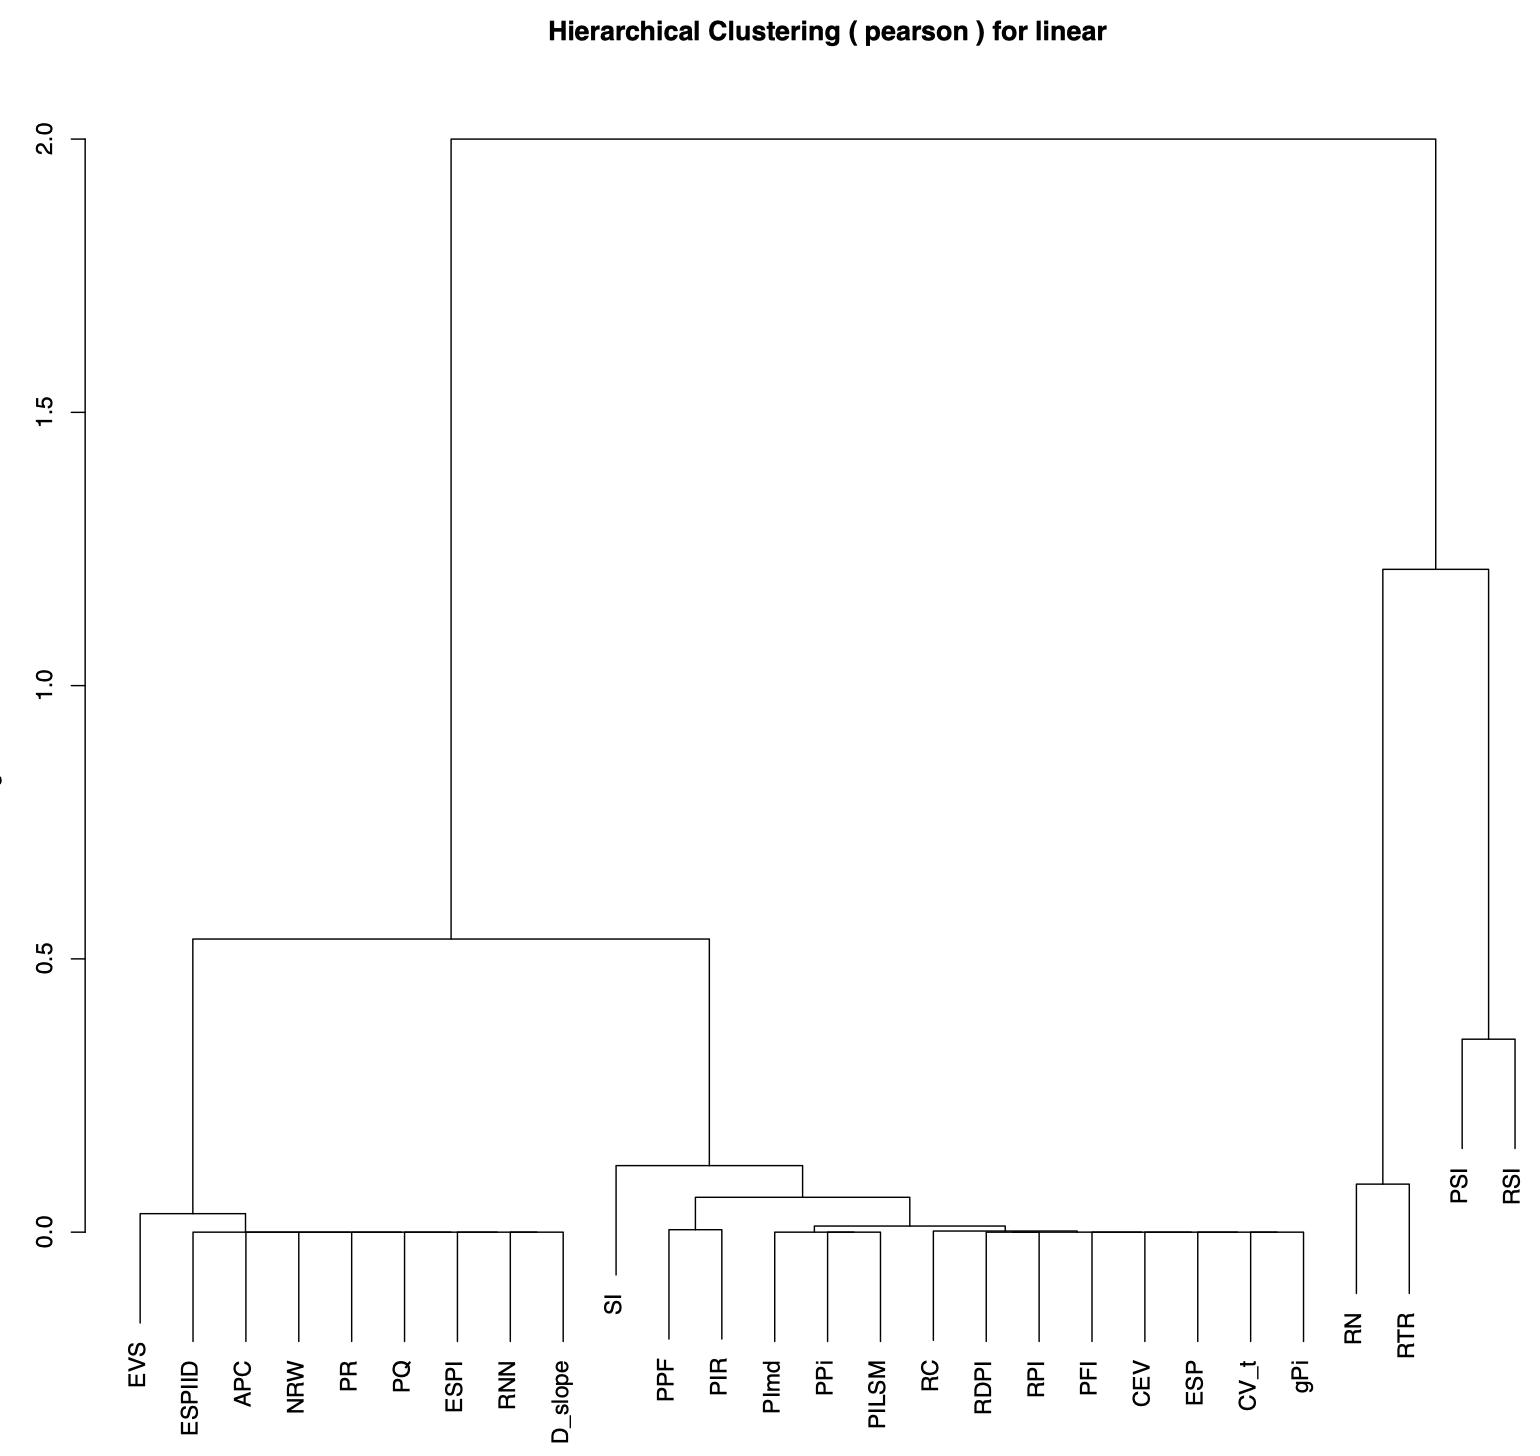 Hierarchical Clustering ( pearson ) for linear
2.0
1.5
1.0
0.5
0.0
EVS
ESPIID
APC
NRW
PR
PQ
ESPI
RNN
D_slope
SI
PPF
PIR
PImd
PPi
PILSM
RC
RDPI
RPI
PFI
CEV
ESP
CV_t
gPi
RN
RTR
PSI
RSI